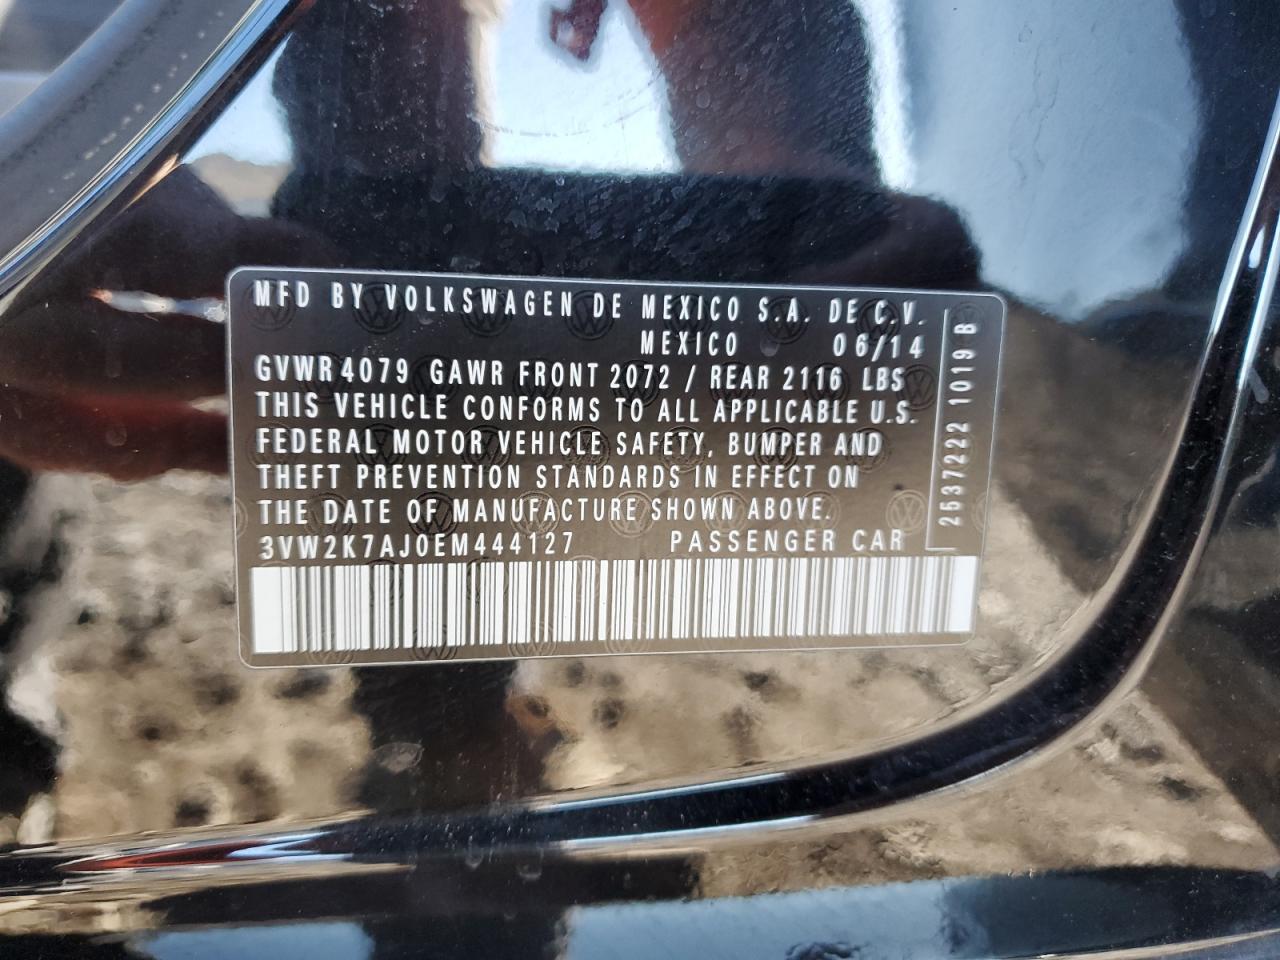 MFD BY VOLKSWAGEN DE MEXICO S.A. DE C.V.
MEXICO 06/14
GVWR 4079 GAWR FRONT 2072 / REAR 2116 LBS
THIS VEHICLE CONFORMS TO ALL APPLICABLE U.S.
FEDERAL MOTOR VEHICLE SAFETY, BUMPER AND
THEFT PREVENTION STANDARDS IN EFFECT ON
THE DATE OF MANUFACTURE SHOWN ABOVE.
3VW2K7AJ0EM444127 PASSENGER CAR
2537222 1019 B